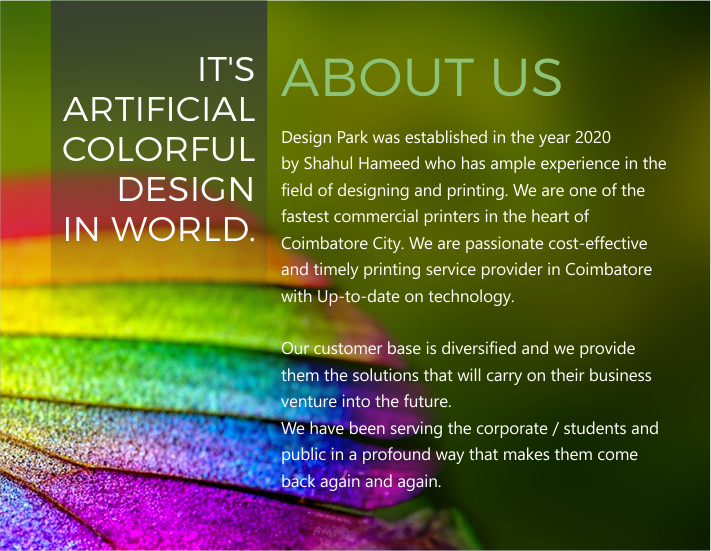 IT'S
ARTIFICIAL
COLORFUL
DESIGN
IN WORLD.
ABOUT US
Design Park was established in the year 2020
by Shahul Hameed who has ample experience in the
field of designing and printing. We are one of the
fastest commercial printers in the heart of
Coimbatore City. We are passionate cost-effective
and timely printing service provider in Coimbatore
with Up-to-date on technology.
Our customer base is diversified and we provide
them the solutions that will carry on their business
venture into the future.
We have been serving the corporate / students and
public in a profound way that makes them come
back again and again.